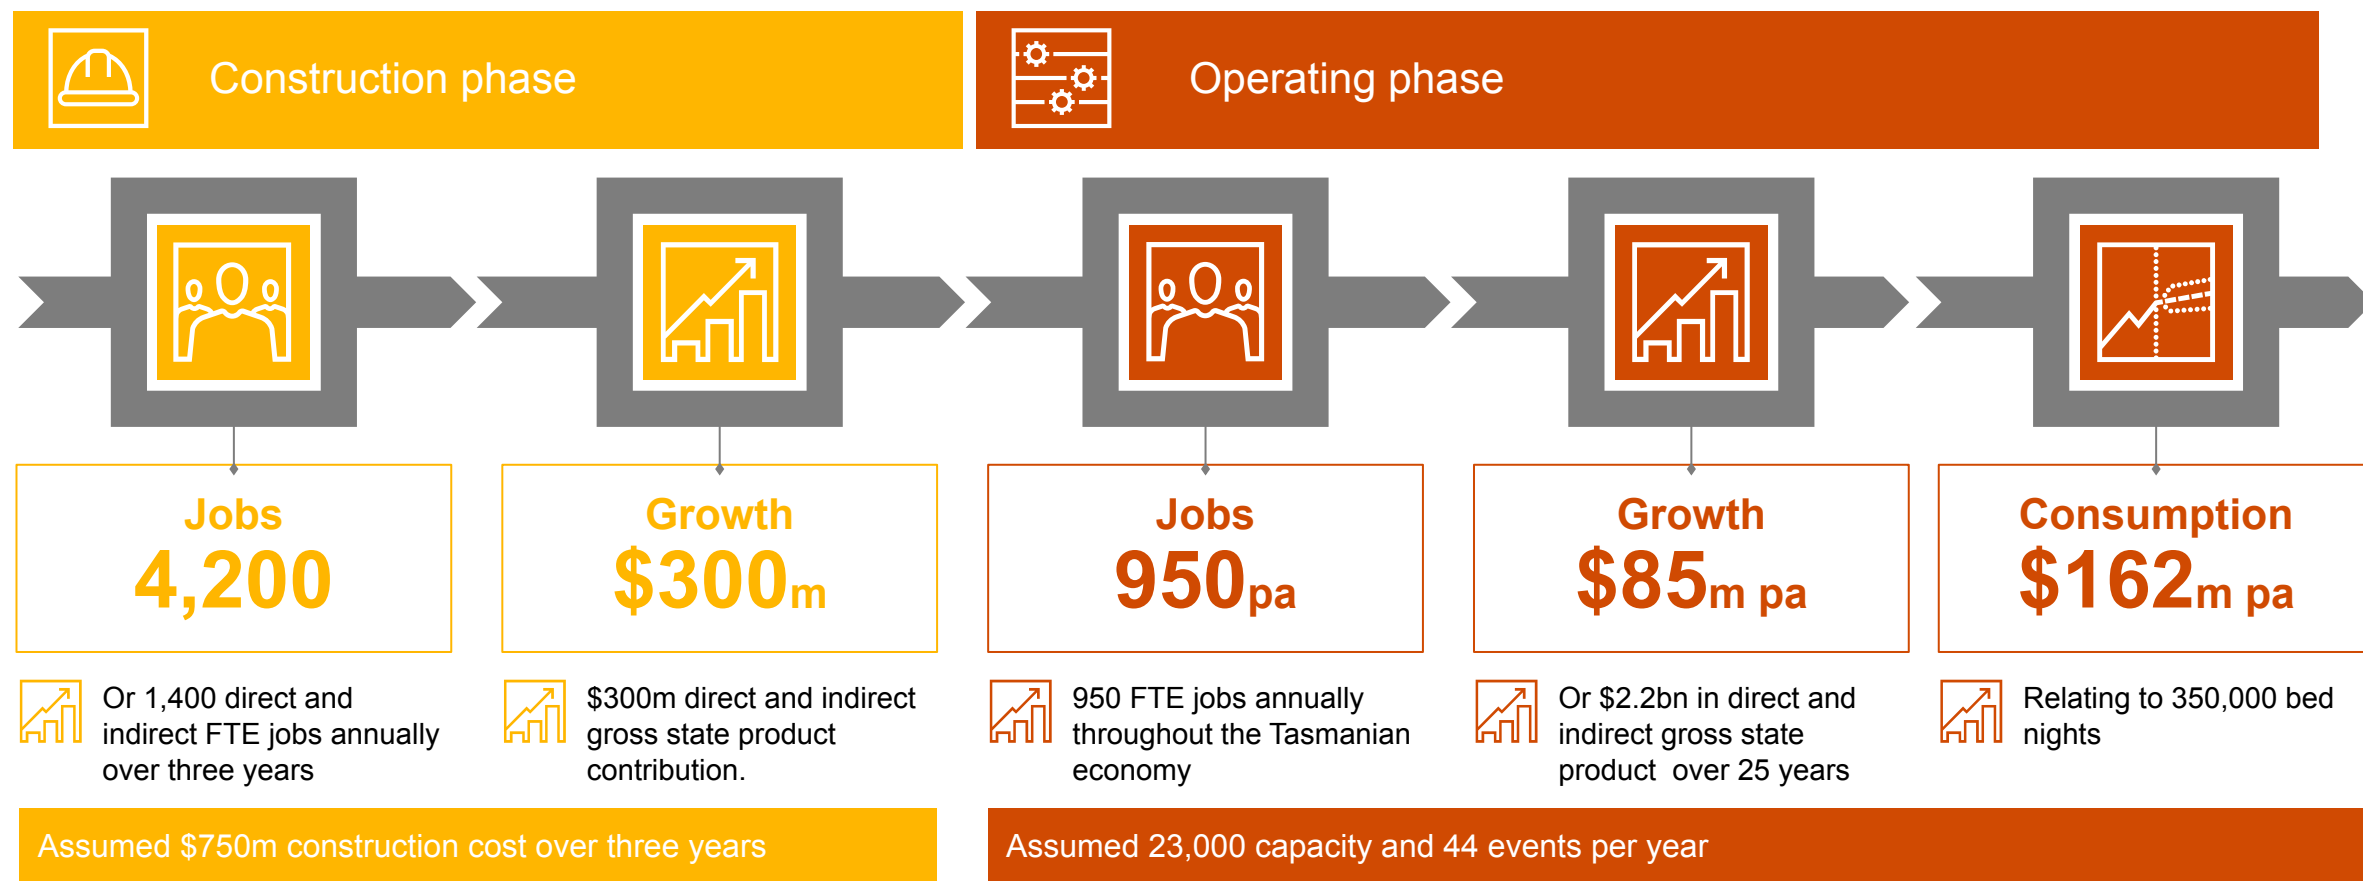 Construction phase
Operating phase
Jobs
4,200
Or 1,400 direct and
indirect FTE jobs annually
over three years
Growth
$300m
$300m direct and indirect
gross state product
contribution.
Assumed $750m construction cost over three years
Jobs
950pa
950 FTE jobs annually
throughout the Tasmanian
economy
Growth
$85m pa
Or $2.2bn in direct and
indirect gross state
product  over 25 years
Consumption
$162m pa
Relating to 350,000 bed
nights
Assumed 23,000 capacity and 44 events per year